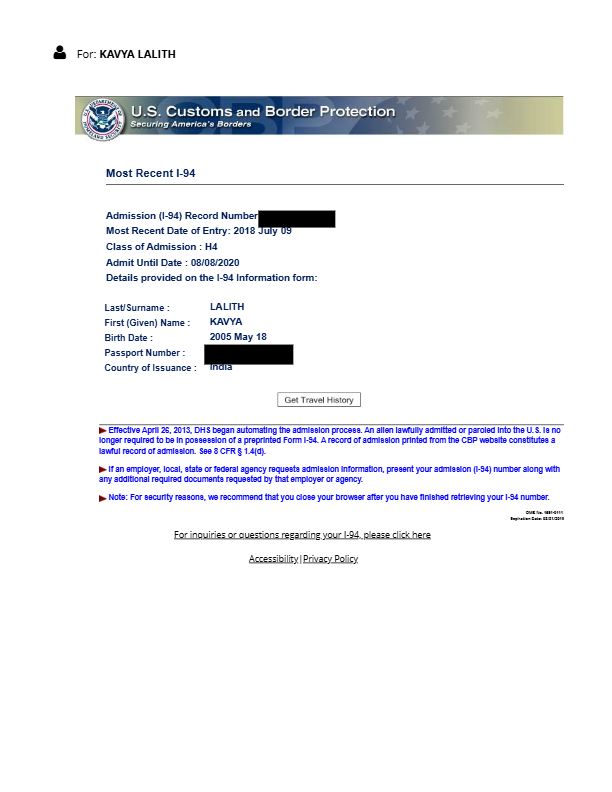 For: KAVYA LALITH
U.S. Customs and Border Protection
Securing America's Borders
Most Recent I-94
Admission (I-94) Record Number
Most Recent Date of Entry: 2018 July 09
Class of Admission : H4
Admit Until Date : 08/08/2020
Details provided on the I-94 Information form:
Last/Surname : LALITH
First (Given) Name : KAVYA
Birth Date : 2005 May 18
Passport Number :
Country of Issuance : India
Get Travel History
Effective April 26, 2013, DHS began automating the admission process. An alien lawfully admitted or paroled into the U.S. is no
longer required to be in possession of a preprinted Form I-94. A record of admission printed from the CBP website constitutes a
lawful record of admission. See 8 CFR § 1.4(d).
If an employer, local, state or federal agency requests admission information, present your admission (I-94) number along with
any additional required documents requested by that employer or agency.
Note: For security reasons, we recommend that you close your browser after you have finished retrieving your I-94 number.
OMB No. 1651-0111
For inquiries or questions regarding your I-94, please click here
Accessibility|Privacy Policy